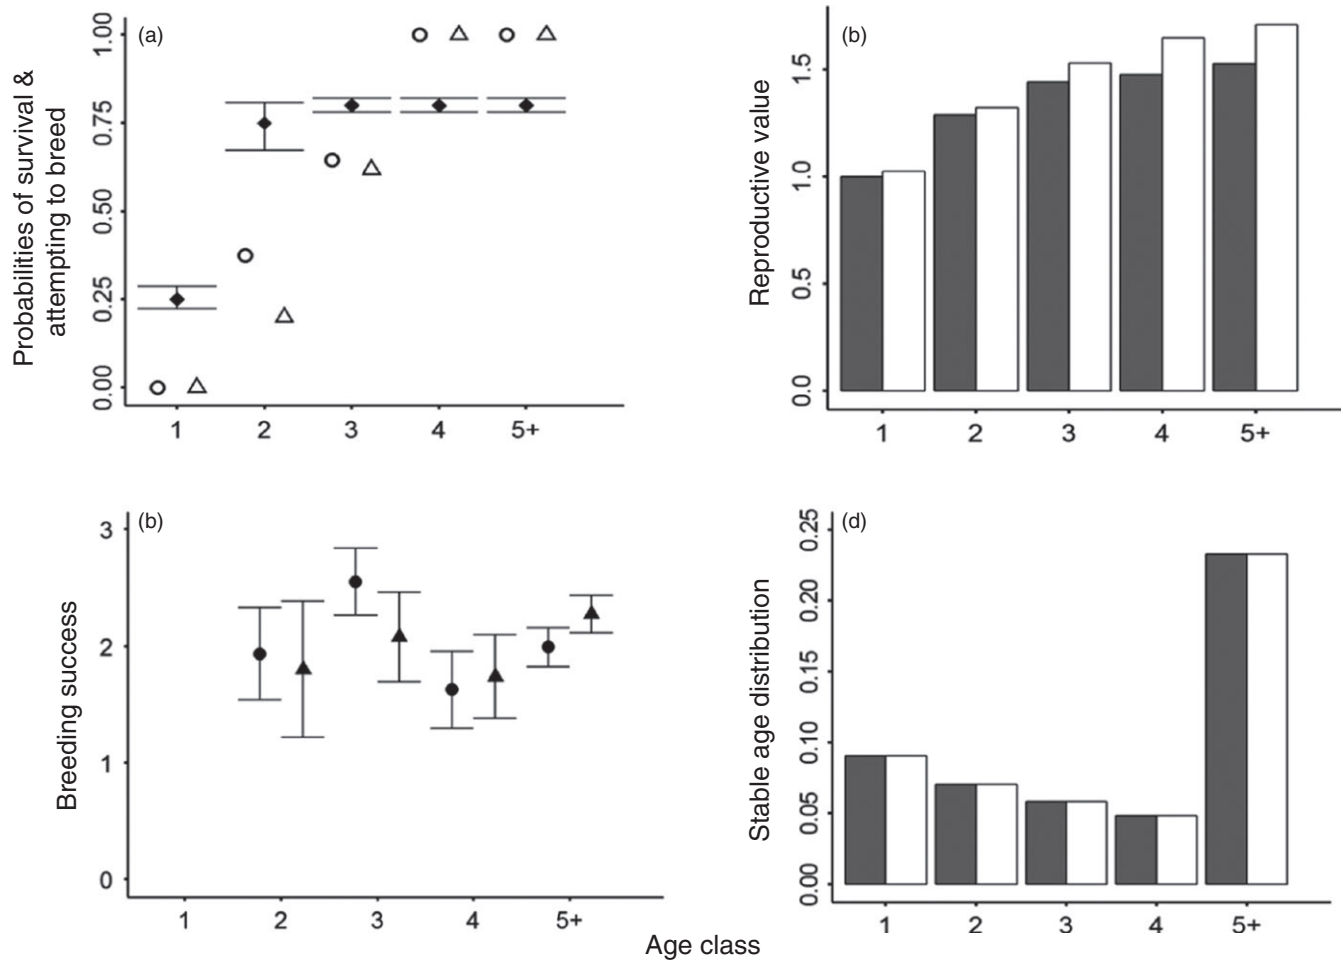 (a)
Probabilities of survival &
attempting to breed
1.00
0.75
0.50
0.25
0.00
1 2 3 4 5+
(b)
Reproductive value
1.5
1.0
0.5
0.0
1 2 3 4 5+
(b)
Breeding success
3
2
1
0
1 2 3 4 5+
(d)
Stable age distribution
0.25
0.20
0.15
0.10
0.05
0.00
1 2 3 4 5+
Age class